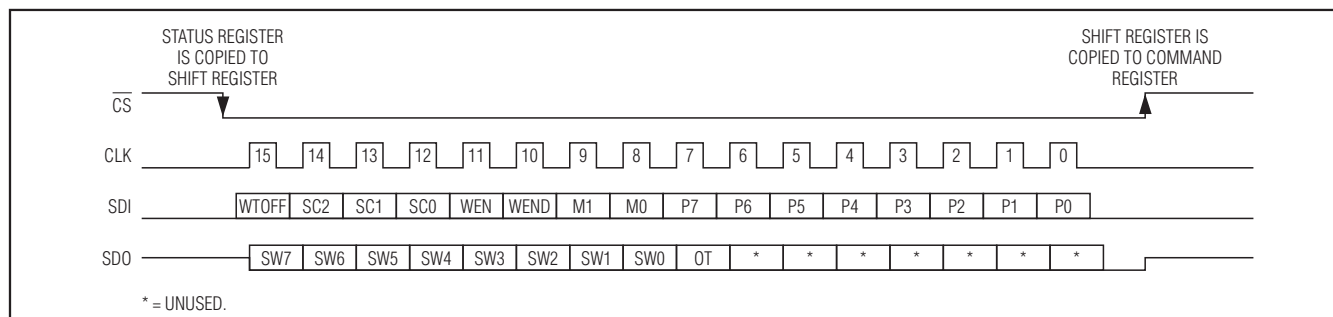 STATUS REGISTER
IS COPIED TO
SHIFT REGISTER
SHIFT REGISTER IS
COPIED TO COMMAND
REGISTER
CS
CLK 15 14 13 12 11 10 9 8 7 6 5 4 3 2 1 0
SDI WTOFF SC2 SC1 SC0 WEN WEND M1 M0 P7 P6 P5 P4 P3 P2 P1 P0
SDO SW7 SW6 SW5 SW4 SW3 SW2 SW1 SW0 OT * * * * * * *
* = UNUSED.